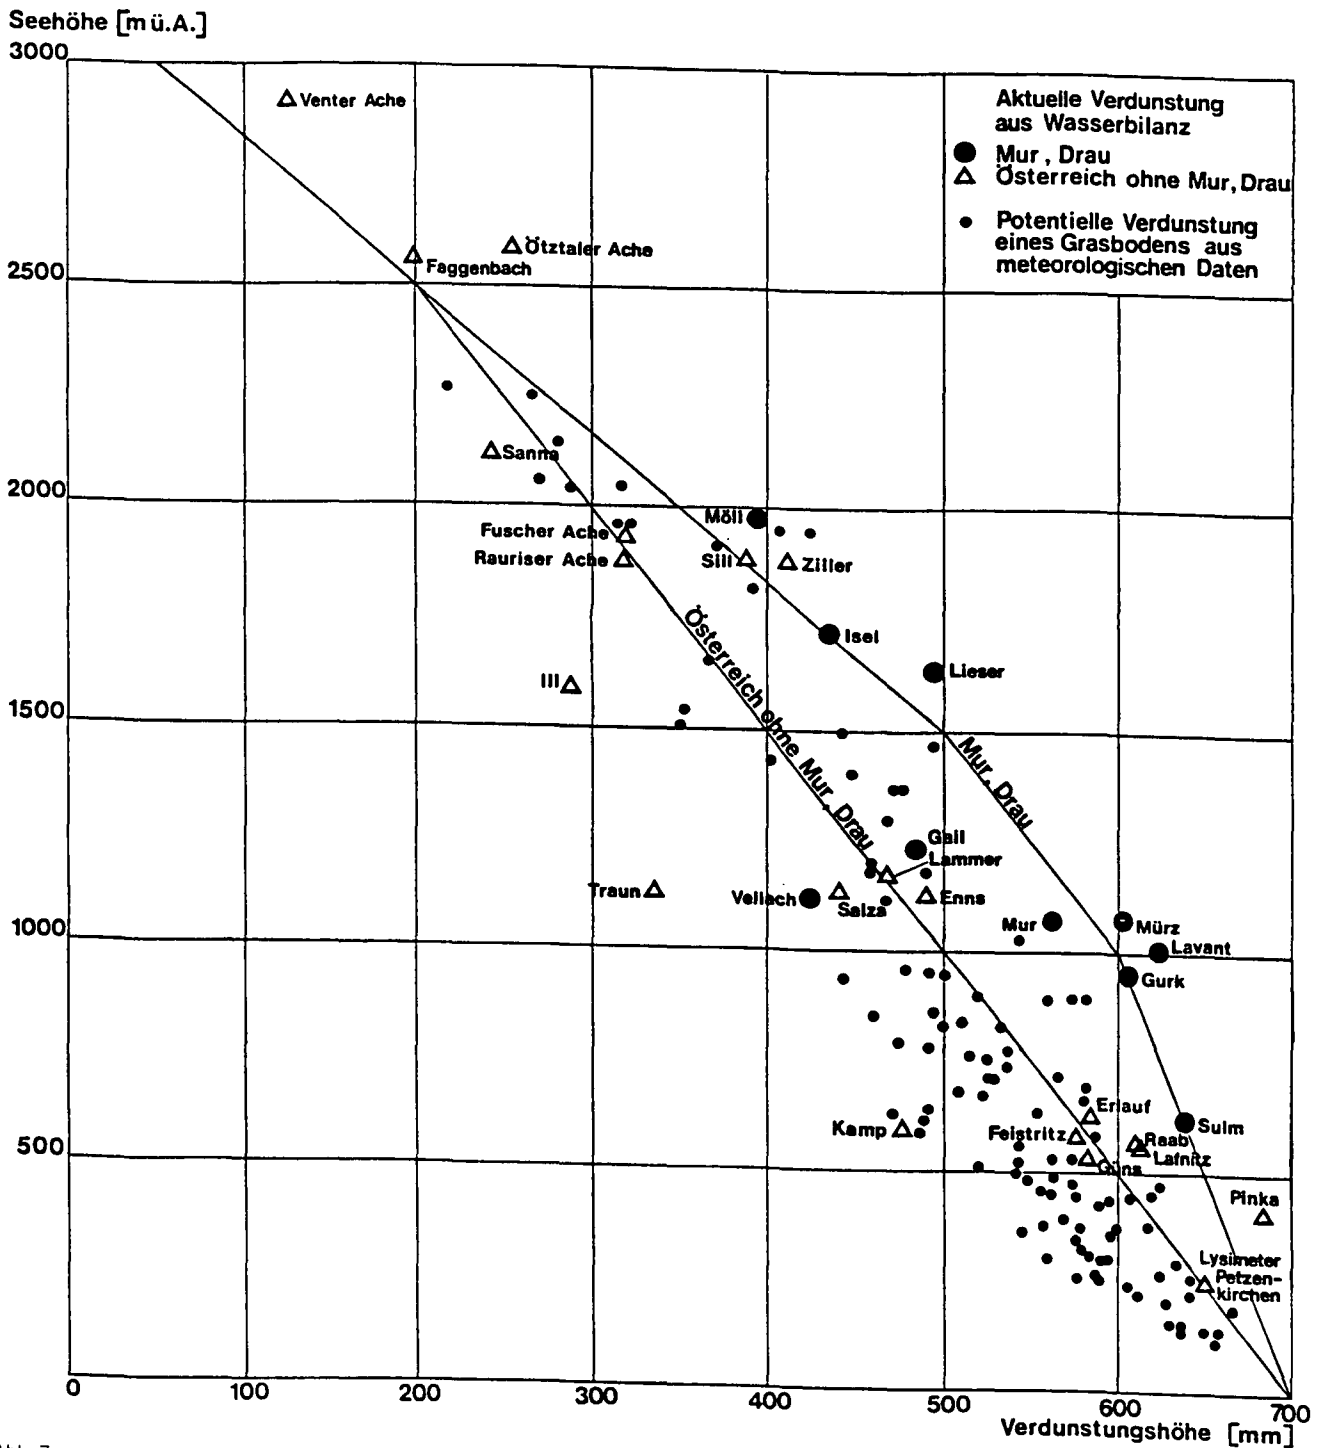 Seehöhe [m ü.A.]
3000
2500
2000
1500
1000
500
Aktuelle Verdunstung
aus Wasserbilanz
Mur, Drau
Österreich ohne Mur, Drau
Potentielle Verdunstung
eines Grasbodens aus
meteorologischen Daten
Venter Ache
Ötztaler Ache
Faggenbach
Sanna
Möll
Fuscher Ache
Rauriser Ache
Sill
Ziller
Isel
Lieser
Ill
Österreich ohne Mur, Drau
Mur, Drau
Gail
Lammer
Traun
Vellach
Salza
Enns
Mur
Mürz
Lavant
Gurk
Erlauf
Kamp
Feistritz
Sulm
Raab
Lafnitz
Güns
Pinka
Lysimeter
Petzen-
kirchen
0 100 200 300 400 500 600 700
Verdunstungshöhe [mm]